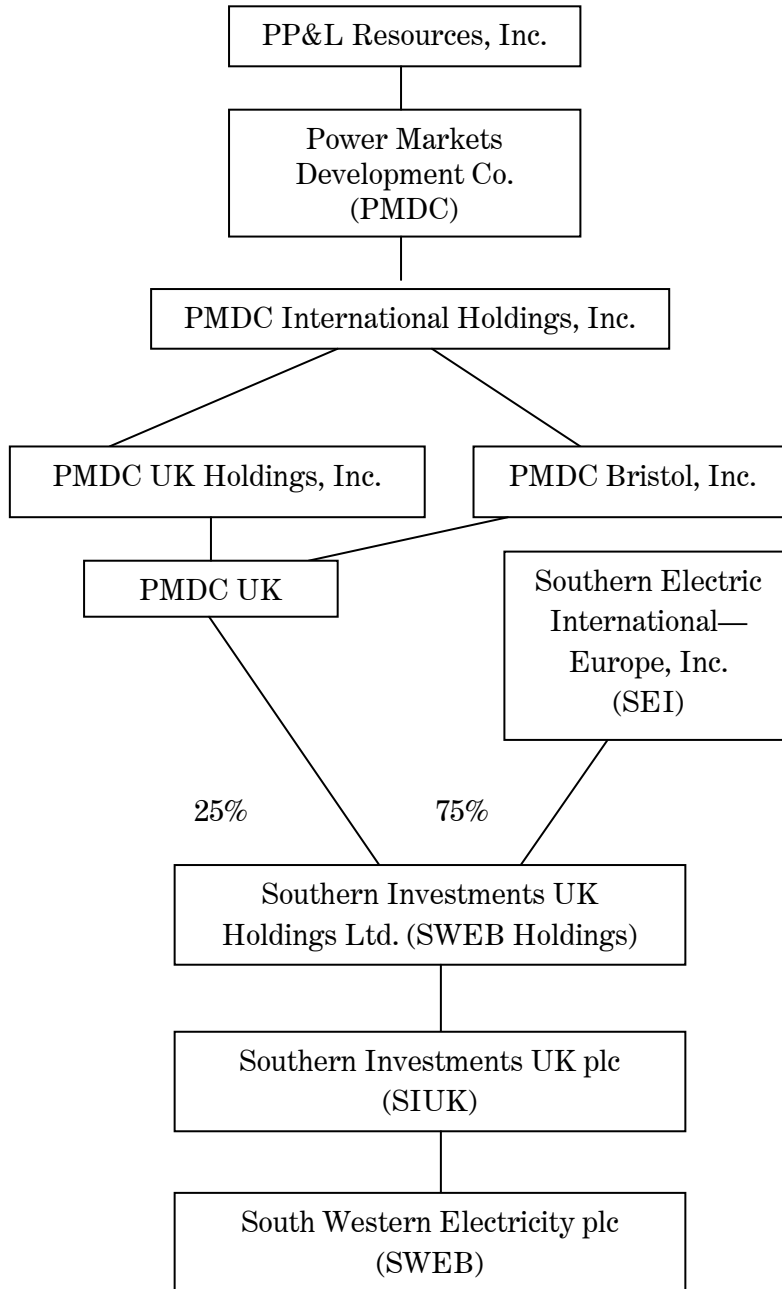 PP&L Resources, Inc.
Power Markets
Development Co.
(PMDC)
PMDC International Holdings, Inc.
PMDC UK Holdings, Inc.
PMDC Bristol, Inc.
PMDC UK
Southern Electric
International—
Europe, Inc.
(SEI)
25%
75%
Southern Investments UK
Holdings Ltd. (SWEB Holdings)
Southern Investments UK plc
(SIUK)
South Western Electricity plc
(SWEB)